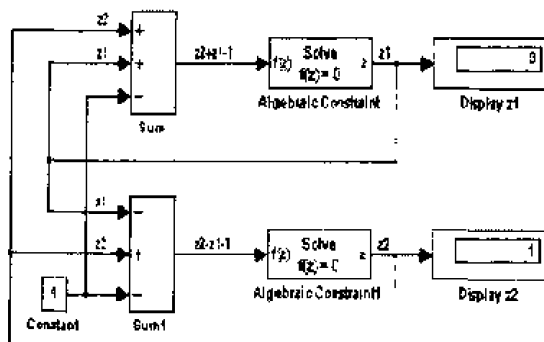 z2
z1
+
+
−
Sum
z2+z1-1
f(z) Solve f(z) = 0 z
Algebraic Constraint
z1
0
Display z1
z1
z2
−
+
−
1
Constant
Sum1
z2-z1-1
f(z) Solve f(z) = 0 z
Algebraic Constraint1
z2
1
Display z2